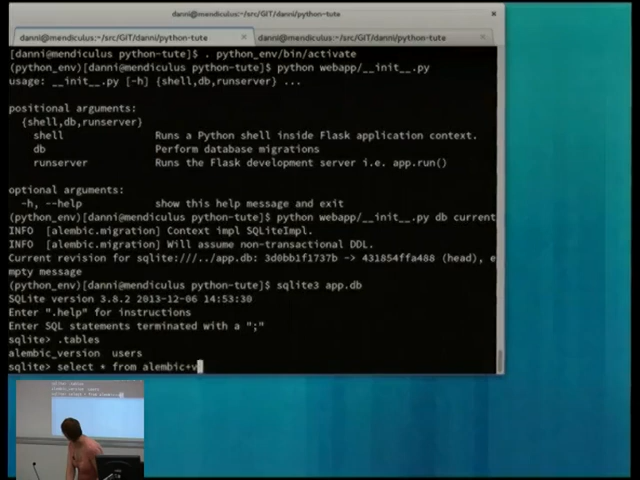 danni@mendiculus:~/src/GIT/danni/python-tute
danni@mendiculus:~/src/GIT/danni/python-tute
danni@mendiculus:~/src/GIT/danni/python-tute
[danni@mendiculus python-tute]$ . python_env/bin/activate
(python_env)[danni@mendiculus python-tute]$ python webapp/__init__.py
usage: __init__.py [-h] {shell,db,runserver} ...
positional arguments:
{shell,db,runserver}
shell Runs a Python shell inside Flask application context.
db Perform database migrations
runserver Runs the Flask development server i.e. app.run()
optional arguments:
-h, --help show this help message and exit
(python_env)[danni@mendiculus python-tute]$ python webapp/__init__.py db current
INFO [alembic.migration] Context impl SQLiteImpl.
INFO [alembic.migration] Will assume non-transactional DDL.
Current revision for sqlite:///../app.db: 3d0bb1f1737b -> 431854ffa488 (head), e
mpty message
(python_env)[danni@mendiculus python-tute]$ sqlite3 app.db
SQLite version 3.8.2 2013-12-06 14:53:30
Enter ".help" for instructions
Enter SQL statements terminated with a ";"
sqlite> .tables
alembic_version users
sqlite> select * from alembic+v